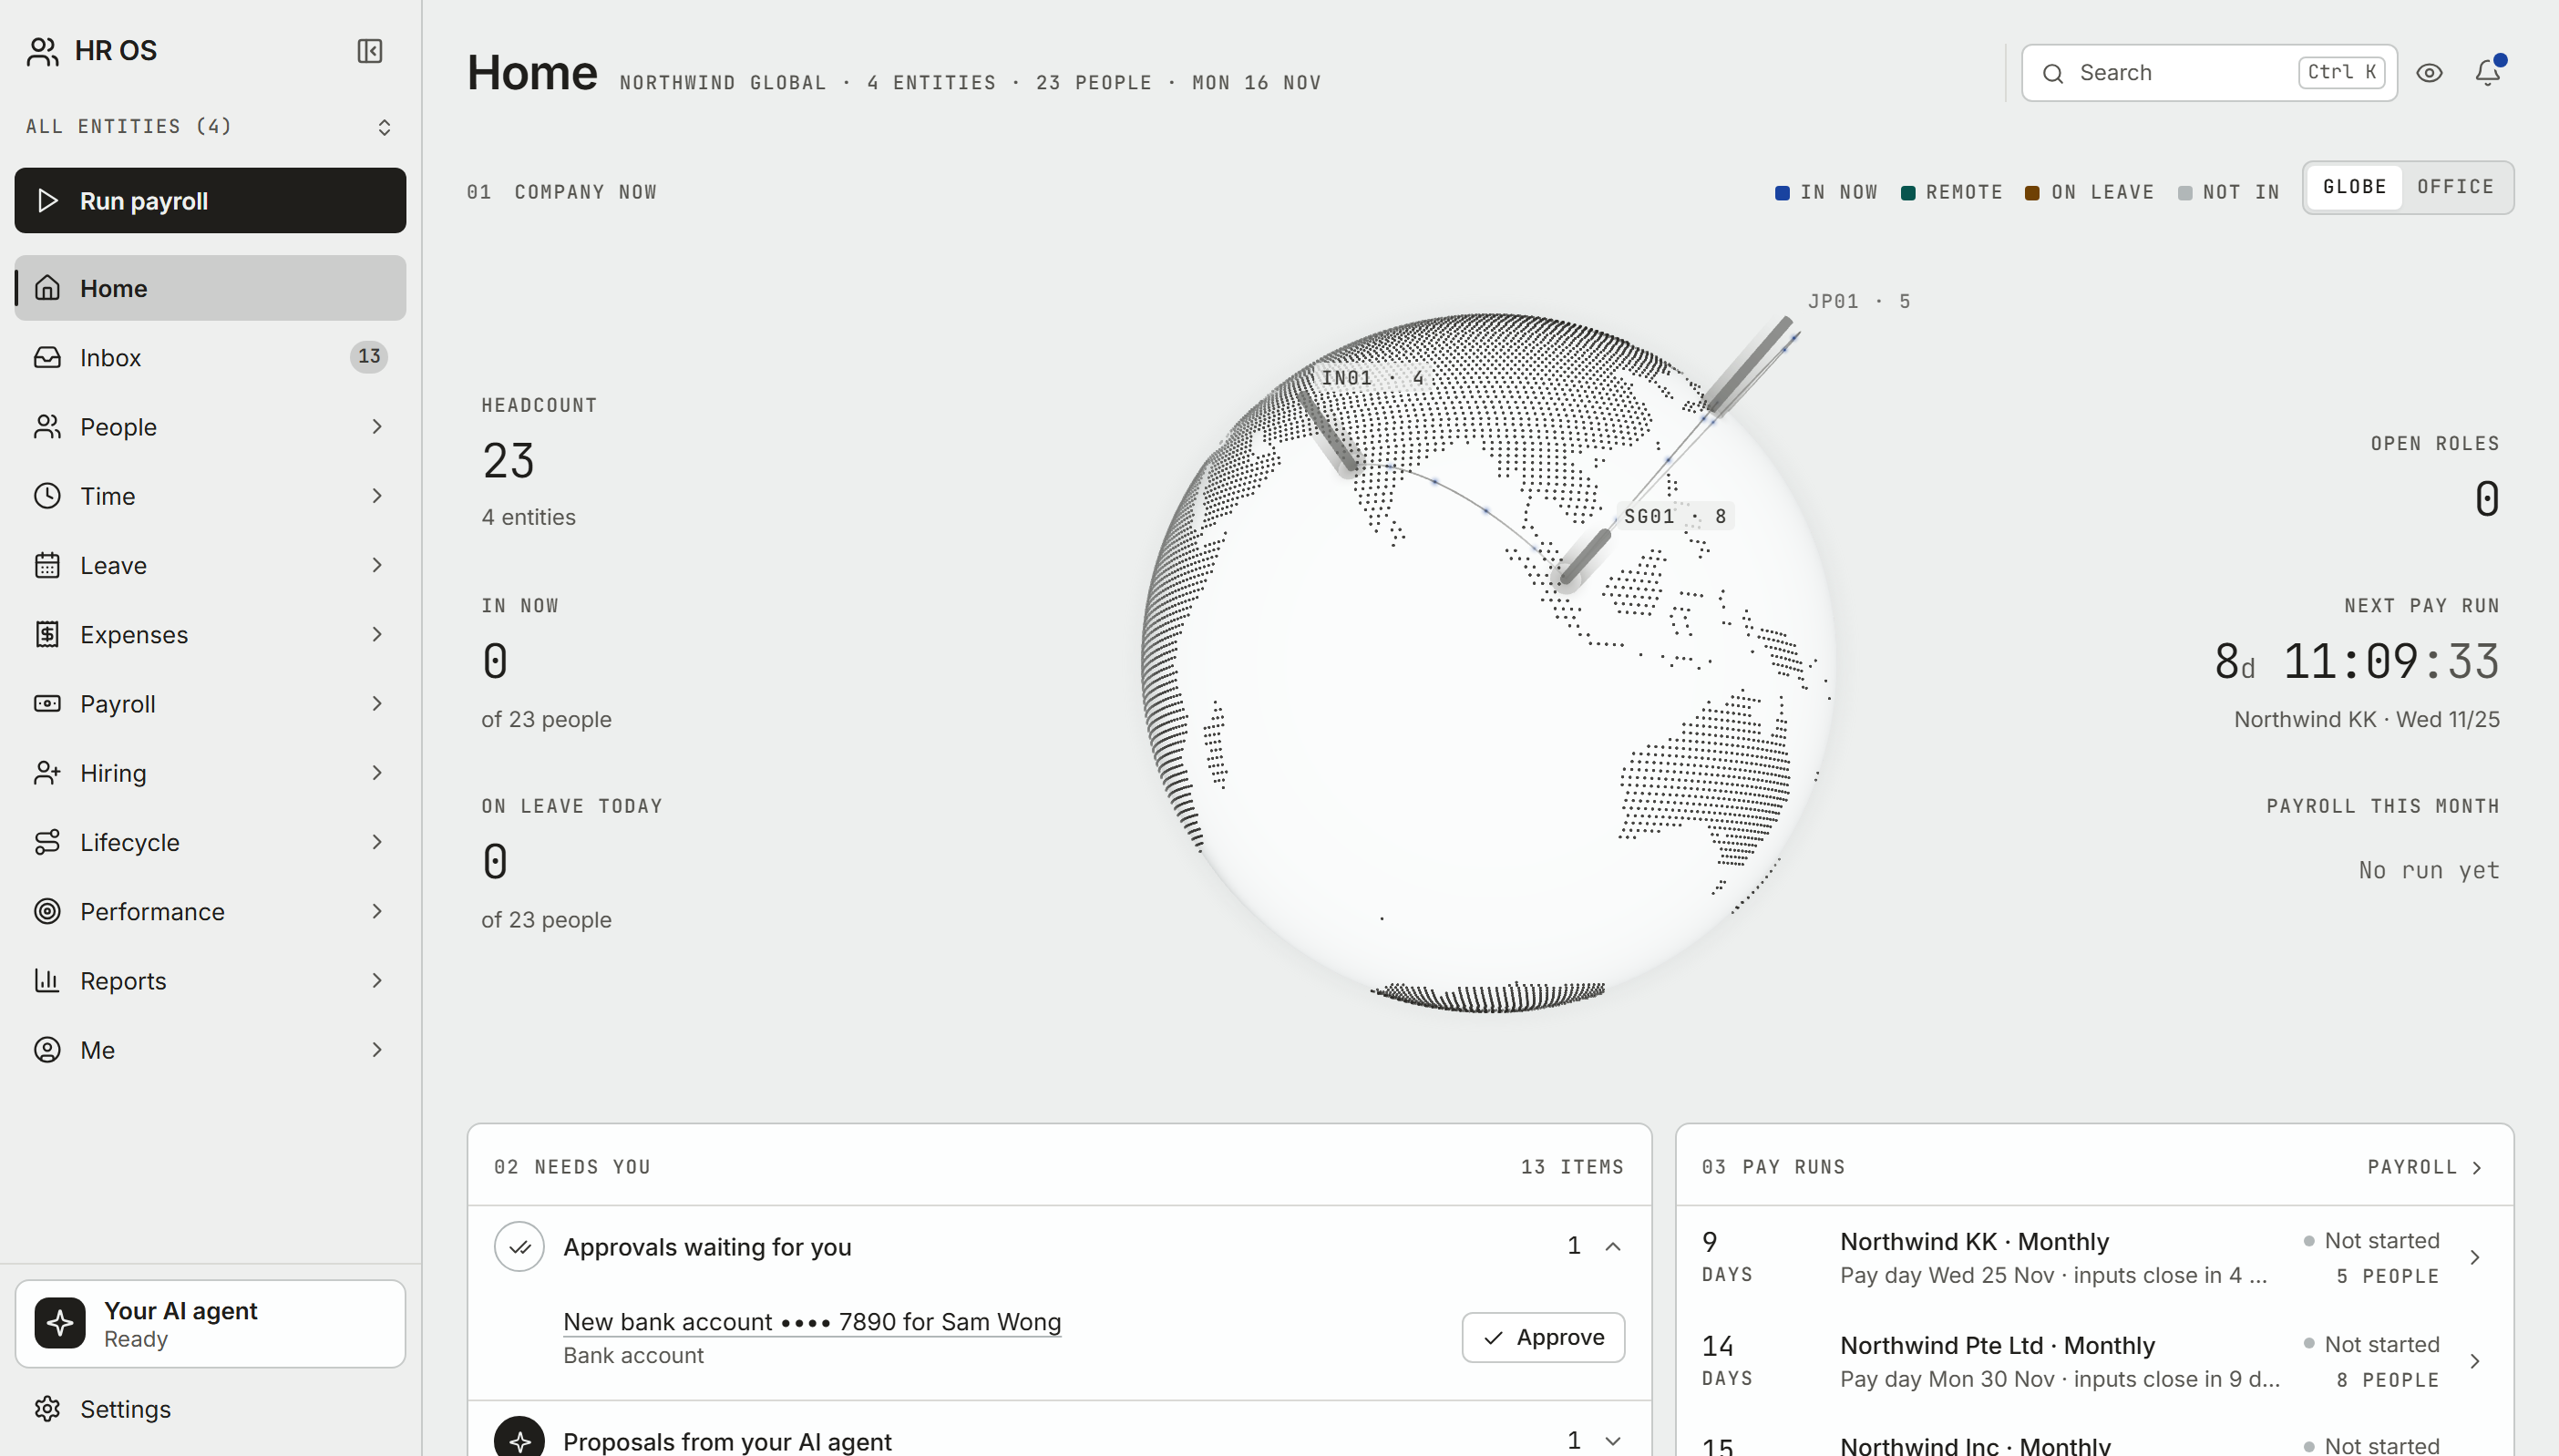 HR OS
ALL ENTITIES (4)
Run payroll
Home
Inbox 13
People
Time
Leave
Expenses
Payroll
Hiring
Lifecycle
Performance
Reports
Me
Your AI agent
Ready
Settings
Home NORTHWIND GLOBAL · 4 ENTITIES · 23 PEOPLE · MON 16 NOV
Search Ctrl K
01 COMPANY NOW
IN NOW REMOTE ON LEAVE NOT IN
GLOBE OFFICE
HEADCOUNT
23
4 entities
IN NOW
0
of 23 people
ON LEAVE TODAY
0
of 23 people
JP01 · 5
IN01 · 4
SG01 · 8
OPEN ROLES
0
NEXT PAY RUN
8d 11:09:33
Northwind KK · Wed 11/25
PAYROLL THIS MONTH
No run yet
02 NEEDS YOU 13 ITEMS
Approvals waiting for you 1
New bank account •••• 7890 for Sam Wong
Bank account
Approve
Proposals from your AI agent 1
03 PAY RUNS PAYROLL
9 DAYS
Northwind KK · Monthly
Not started
Pay day Wed 25 Nov · inputs close in 4 ...
5 PEOPLE
14 DAYS
Northwind Pte Ltd · Monthly
Not started
Pay day Mon 30 Nov · inputs close in 9 d...
8 PEOPLE
15
Northwind Inc · Monthly
Not started